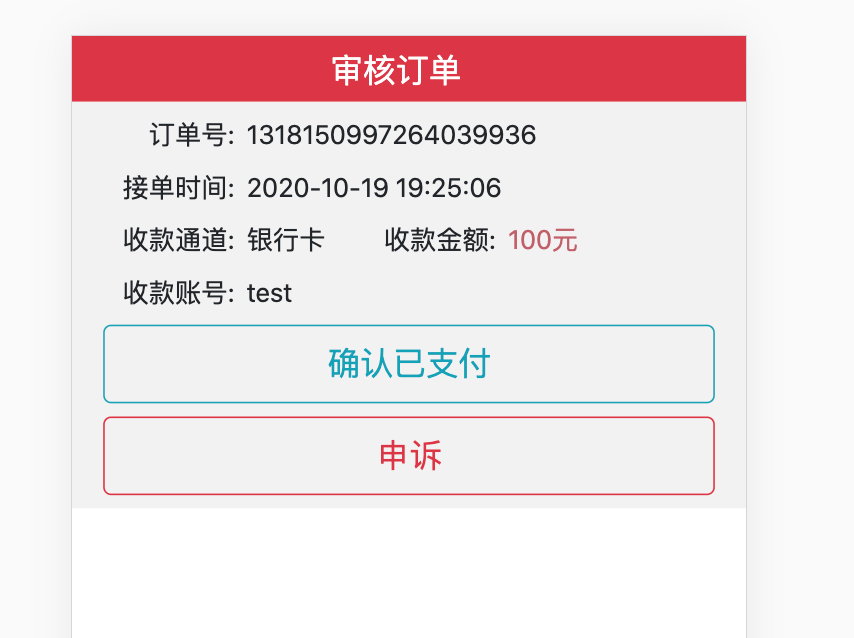 审核订单
订单号: 1318150997264039936
接单时间: 2020-10-19 19:25:06
收款通道: 银行卡 收款金额: 100元
收款账号: test
确认已支付
申诉